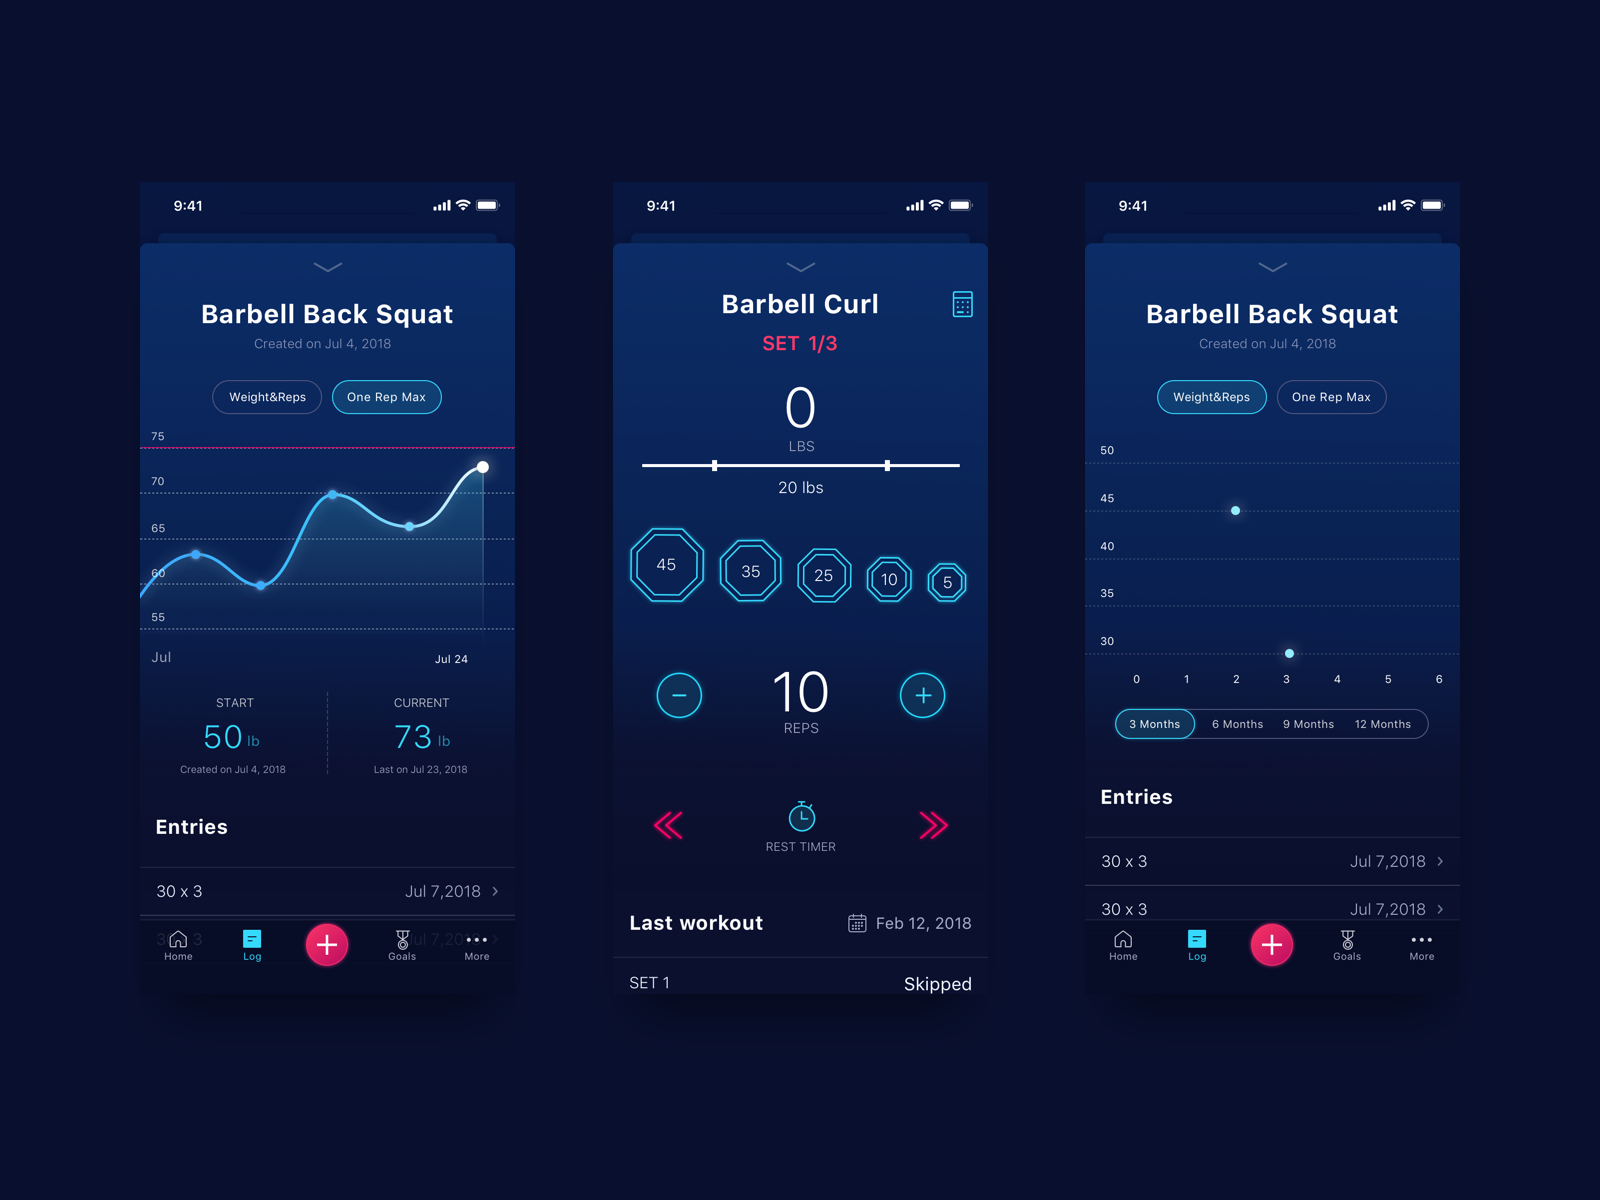 9:41
Barbell Back Squat
Created on Jul 4, 2018
Weight&Reps One Rep Max
75
70
65
60
55
Jul Jul 24
START CURRENT
50 lb 73 lb
Created on Jul 4, 2018 Last on Jul 23, 2018
Entries
30 x 3 Jul 7,2018
30 x 3 Jul 7,2018
Home Log Goals More
9:41
Barbell Curl
SET 1/3
0
LBS
20 lbs
45 35 25 10 5
10
REPS
REST TIMER
Last workout Feb 12, 2018
SET 1 Skipped
9:41
Barbell Back Squat
Created on Jul 4, 2018
Weight&Reps One Rep Max
50
45
40
35
30
0 1 2 3 4 5 6
3 Months 6 Months 9 Months 12 Months
Entries
30 x 3 Jul 7,2018
30 x 3 Jul 7,2018
Home Log Goals More